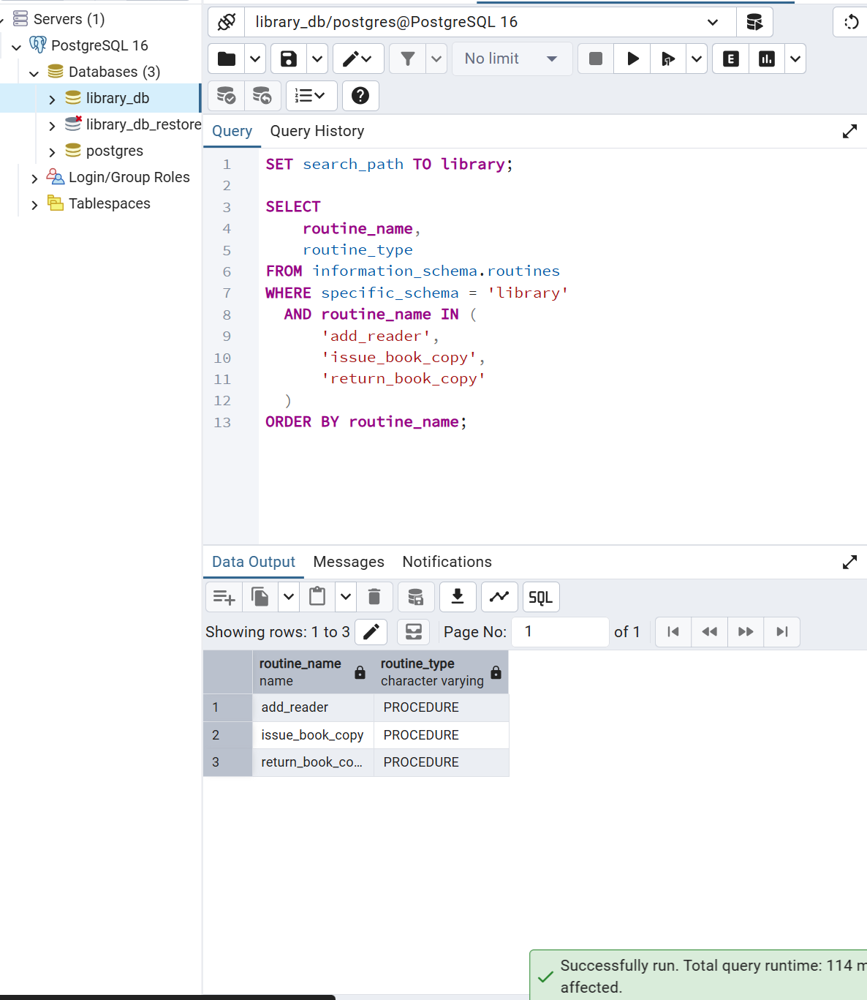 Servers (1)
PostgreSQL 16
Databases (3)
library_db
library_db_restore
postgres
Login/Group Roles
Tablespaces
library_db/postgres@PostgreSQL 16
No limit
E
Query
Query History
1 SET search_path TO library;
2
3 SELECT
4 routine_name,
5 routine_type
6 FROM information_schema.routines
7 WHERE specific_schema = 'library'
8 AND routine_name IN (
9 'add_reader',
10 'issue_book_copy',
11 'return_book_copy'
12 )
13 ORDER BY routine_name;
Data Output
Messages
Notifications
SQL
Showing rows: 1 to 3
Page No:
1
of 1
routine_name
name
routine_type
character varying
1 add_reader PROCEDURE
2 issue_book_copy PROCEDURE
3 return_book_co... PROCEDURE
Successfully run. Total query runtime: 114 m
affected.